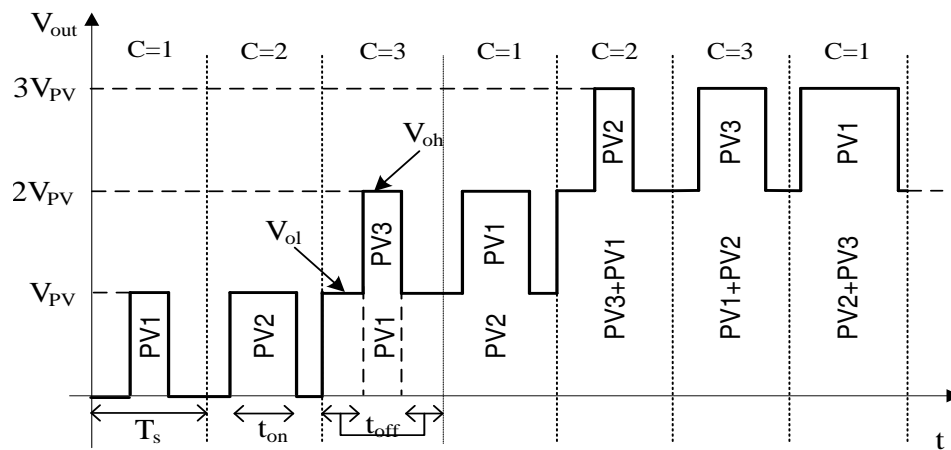 V_out
C=1 C=2 C=3 C=1 C=2 C=3 C=1
3V_PV
2V_PV
V_PV
V_oh
V_ol
PV1
PV2
PV3
PV1
PV1
PV2
PV2
PV3+PV1
PV3
PV1+PV2
PV1
PV2+PV3
T_s
t_on
t_off
t